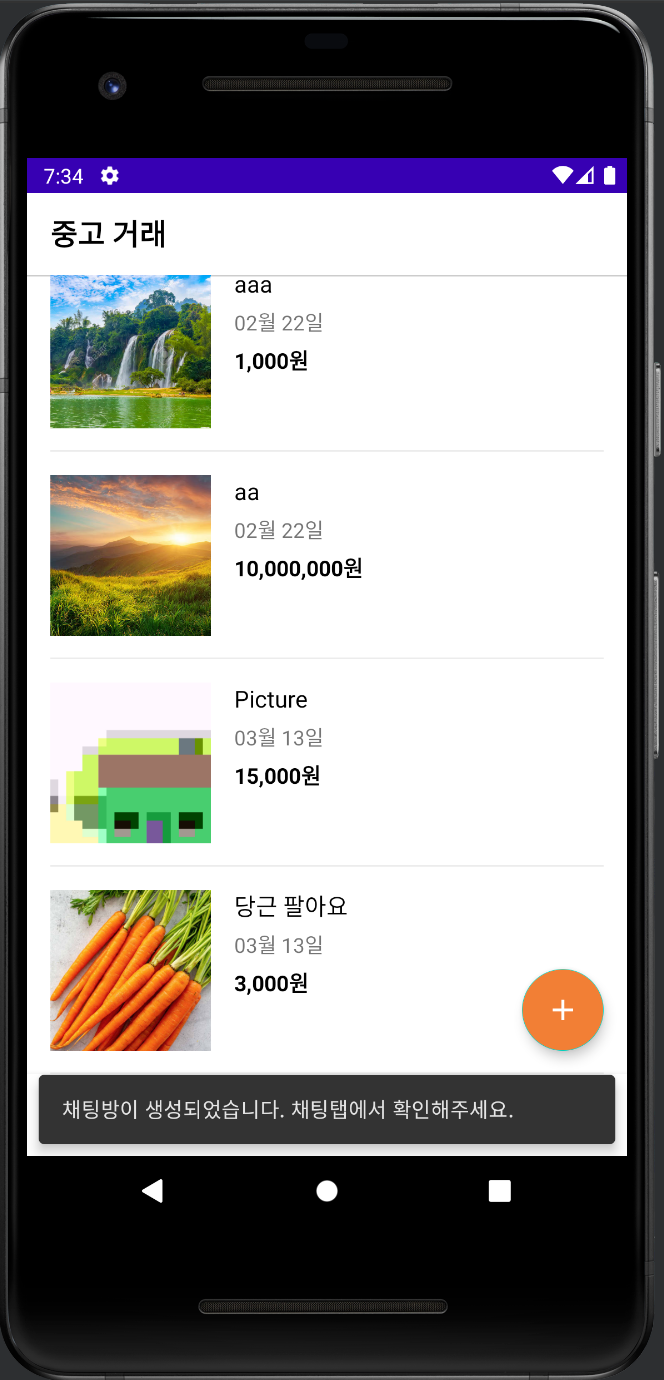 7:34
중고 거래
aaa
02월 22일
1,000원
aa
02월 22일
10,000,000원
Picture
03월 13일
15,000원
당근 팔아요
03월 13일
3,000원
채팅방이 생성되었습니다. 채팅탭에서 확인해주세요.